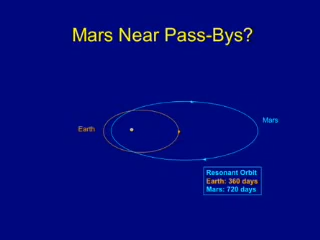 Mars Near Pass-Bys?
Mars
Earth
Resonant Orbit
Earth: 360 days
Mars: 720 days